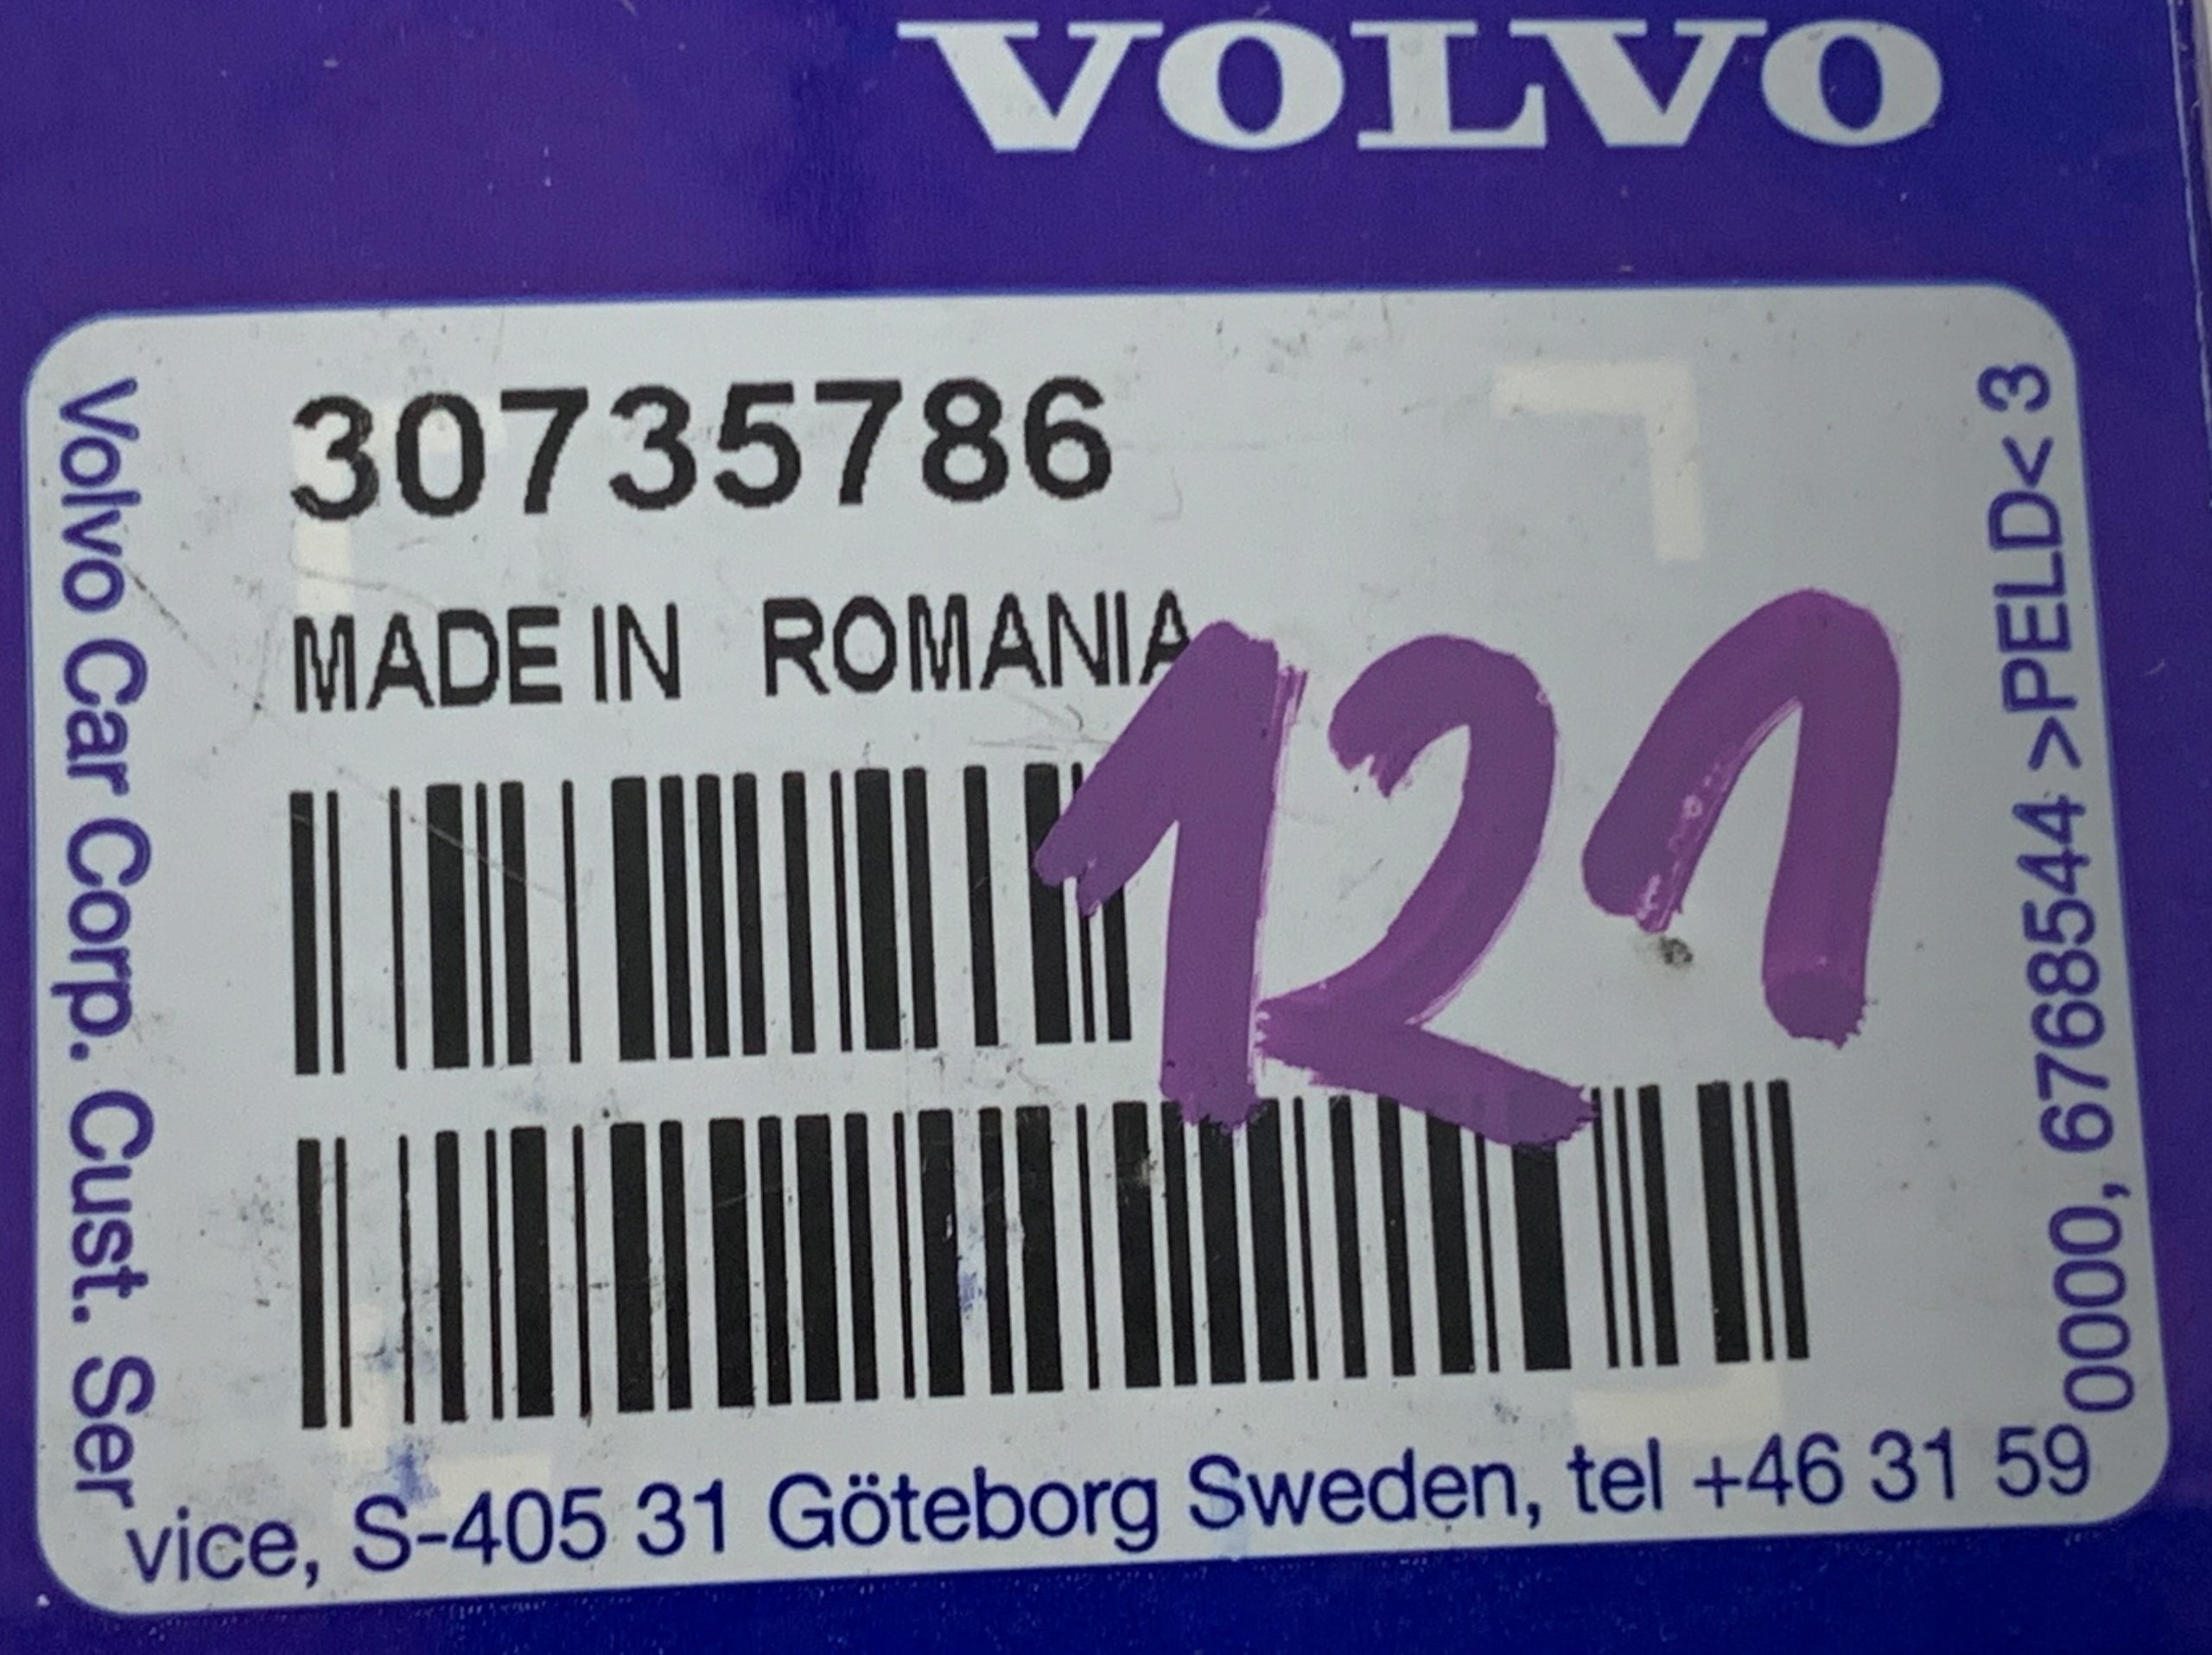 VOLVO
30735786
MADE IN ROMANIA
121
Volvo Car Corp. Cust. Ser
vice, S-405 31 Göteborg Sweden, tel +46 31 59
0000, 6768544 >PELD< 3